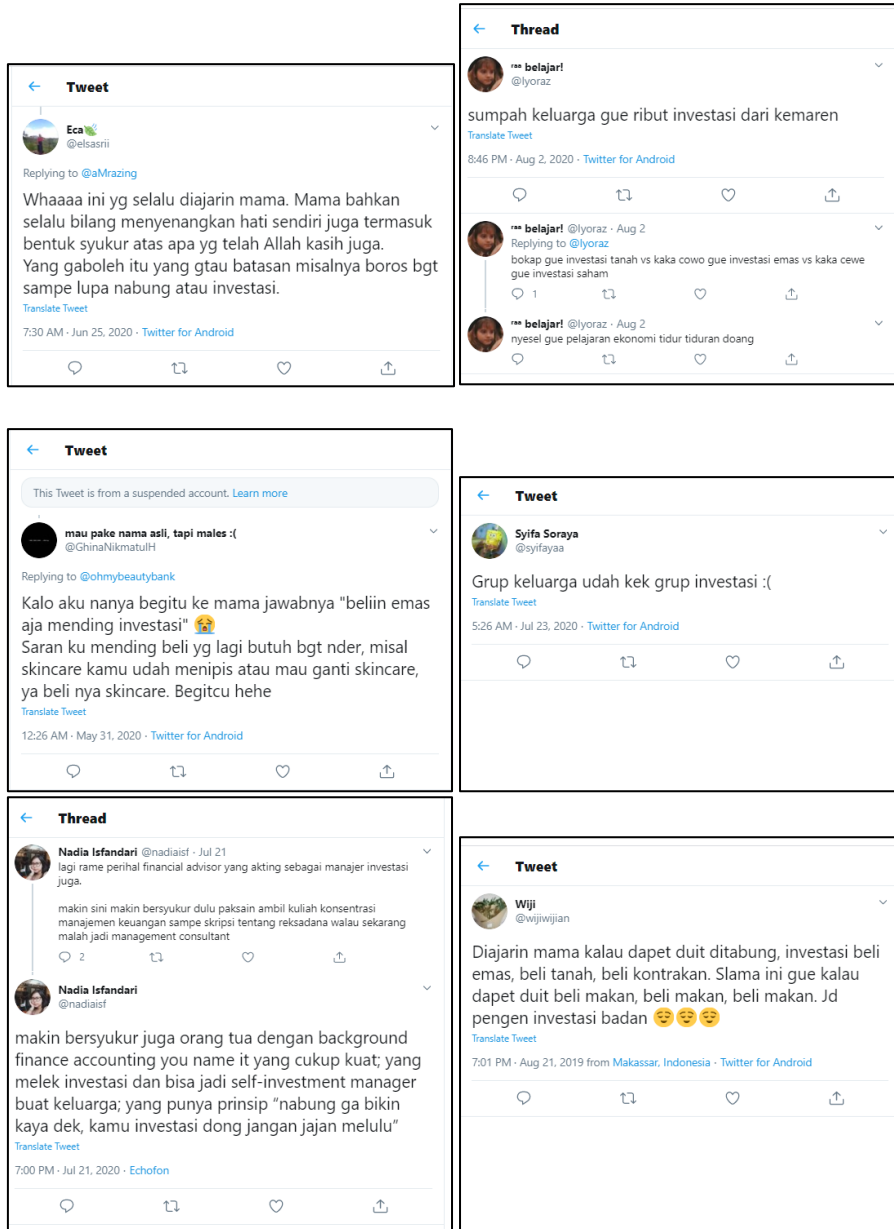 Tweet
Eca
@elsasrii
Replying to @aMrazing
Whaaaa ini yg selalu diajarin mama. Mama bahkan
selalu bilang menyenangkan hati sendiri juga termasuk
bentuk syukur atas apa yg telah Allah kasih juga.
Yang gaboleh itu yang gtau batasan misalnya boros bgt
sampe lupa nabung atau investasi.
Translate Tweet
7:30 AM · Jun 25, 2020 · Twitter for Android
Thread
ʳᵃᵃ belajar!
@lyoraz
sumpah keluarga gue ribut investasi dari kemaren
Translate Tweet
8:46 PM · Aug 2, 2020 · Twitter for Android
ʳᵃᵃ belajar! @lyoraz · Aug 2
Replying to @lyoraz
bokap gue investasi tanah vs kaka cowo gue investasi emas vs kaka cewe
gue investasi saham
1
ʳᵃᵃ belajar! @lyoraz · Aug 2
nyesel gue pelajaran ekonomi tidur tiduran doang
Tweet
This Tweet is from a suspended account. Learn more
mau pake nama asli, tapi males :(
@GhinaNikmatulH
Replying to @ohmybeautybank
Kalo aku nanya begitu ke mama jawabnya "beliin emas
aja mending investasi" 😭
Saran ku mending beli yg lagi butuh bgt nder, misal
skincare kamu udah menipis atau mau ganti skincare,
ya beli nya skincare. Begitcu hehe
Translate Tweet
12:26 AM · May 31, 2020 · Twitter for Android
Tweet
Syifa Soraya
@syifayaa
Grup keluarga udah kek grup investasi :(
Translate Tweet
5:26 AM · Jul 23, 2020 · Twitter for Android
Thread
Nadia Isfandari @nadiaisf · Jul 21
lagi rame perihal financial advisor yang akting sebagai manajer investasi
juga.
makin sini makin bersyukur dulu paksain ambil kuliah konsentrasi
manajemen keuangan sampe skripsi tentang reksadana walau sekarang
malah jadi management consultant
2
Nadia Isfandari
@nadiaisf
makin bersyukur juga orang tua dengan background
finance accounting you name it yang cukup kuat; yang
melek investasi dan bisa jadi self-investment manager
buat keluarga; yang punya prinsip “nabung ga bikin
kaya dek, kamu investasi dong jangan jajan melulu”
Translate Tweet
7:00 PM · Jul 21, 2020 · Echofon
Tweet
Wiji
@wijiwijian
Diajarin mama kalau dapet duit ditabung, investasi beli
emas, beli tanah, beli kontrakan. Slama ini gue kalau
dapet duit beli makan, beli makan, beli makan. Jd
pengen investasi badan 😌😌😌
Translate Tweet
7:01 PM · Aug 21, 2019 from Makassar, Indonesia · Twitter for Android